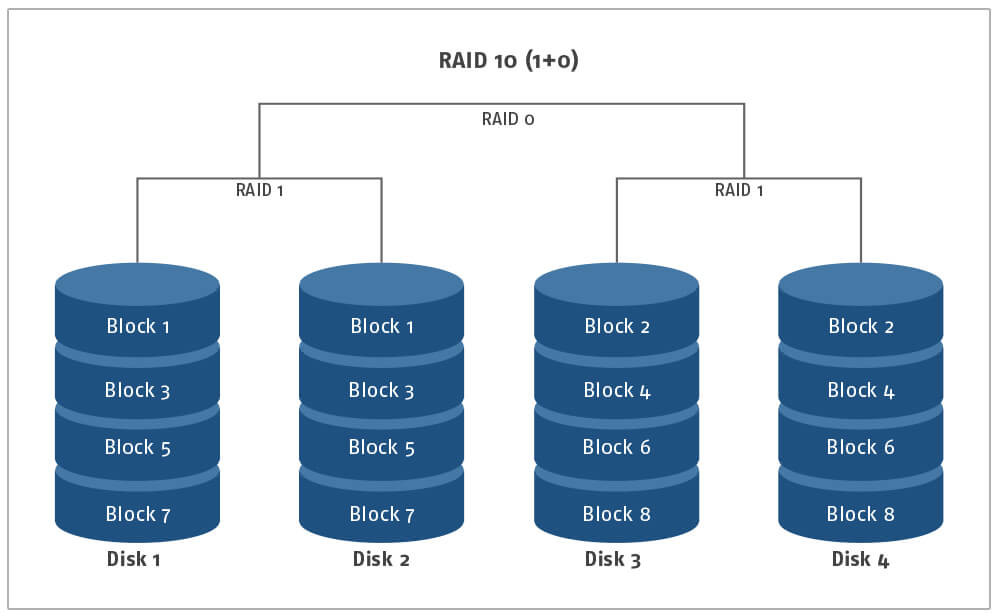 RAID 10 (1+0)
RAID 0
RAID 1
RAID 1
Block 1
Block 1
Block 2
Block 2
Block 3
Block 3
Block 4
Block 4
Block 5
Block 5
Block 6
Block 6
Block 7
Block 7
Block 8
Block 8
Disk 1
Disk 2
Disk 3
Disk 4